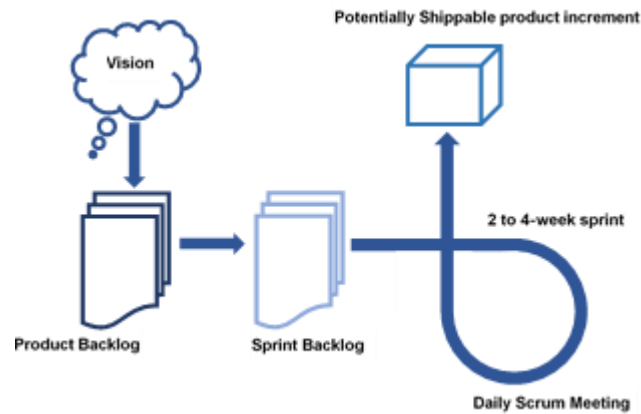 Potentially Shippable product increment
Vision
2 to 4-week sprint
Product Backlog
Sprint Backlog
Daily Scrum Meeting